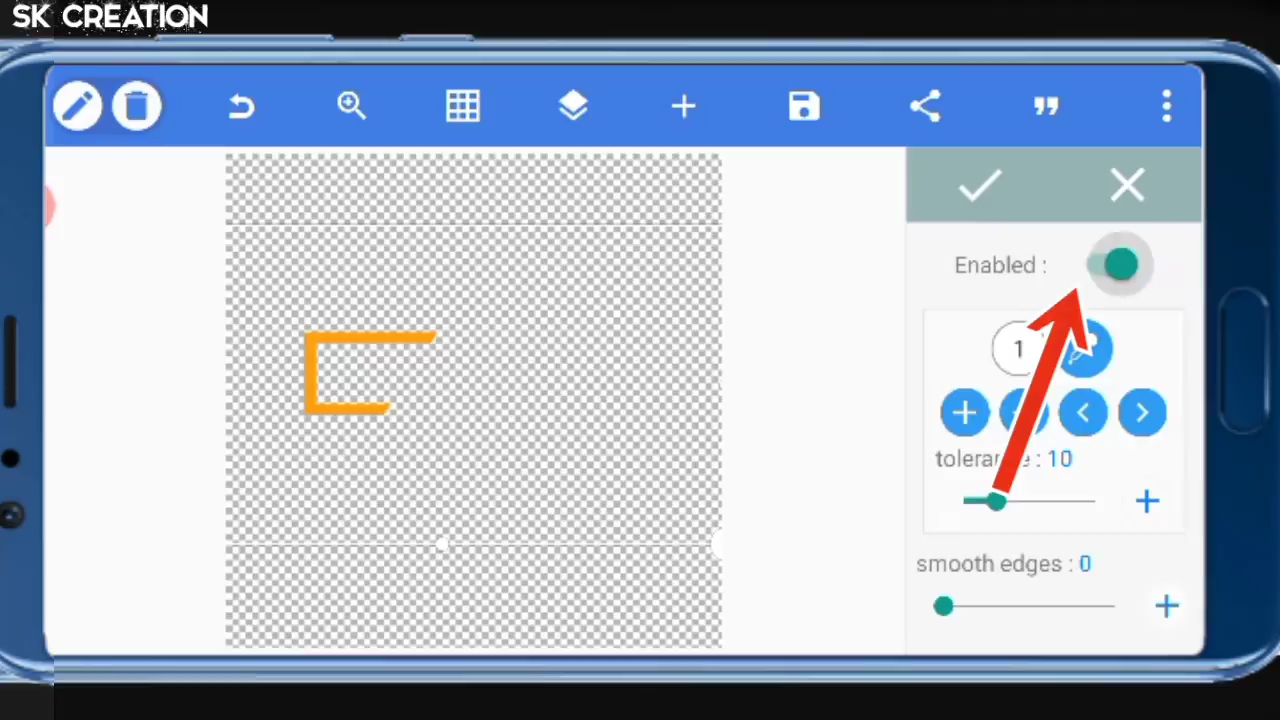 SK CREATION
Enabled :
1
tolerance : 10
smooth edges : 0